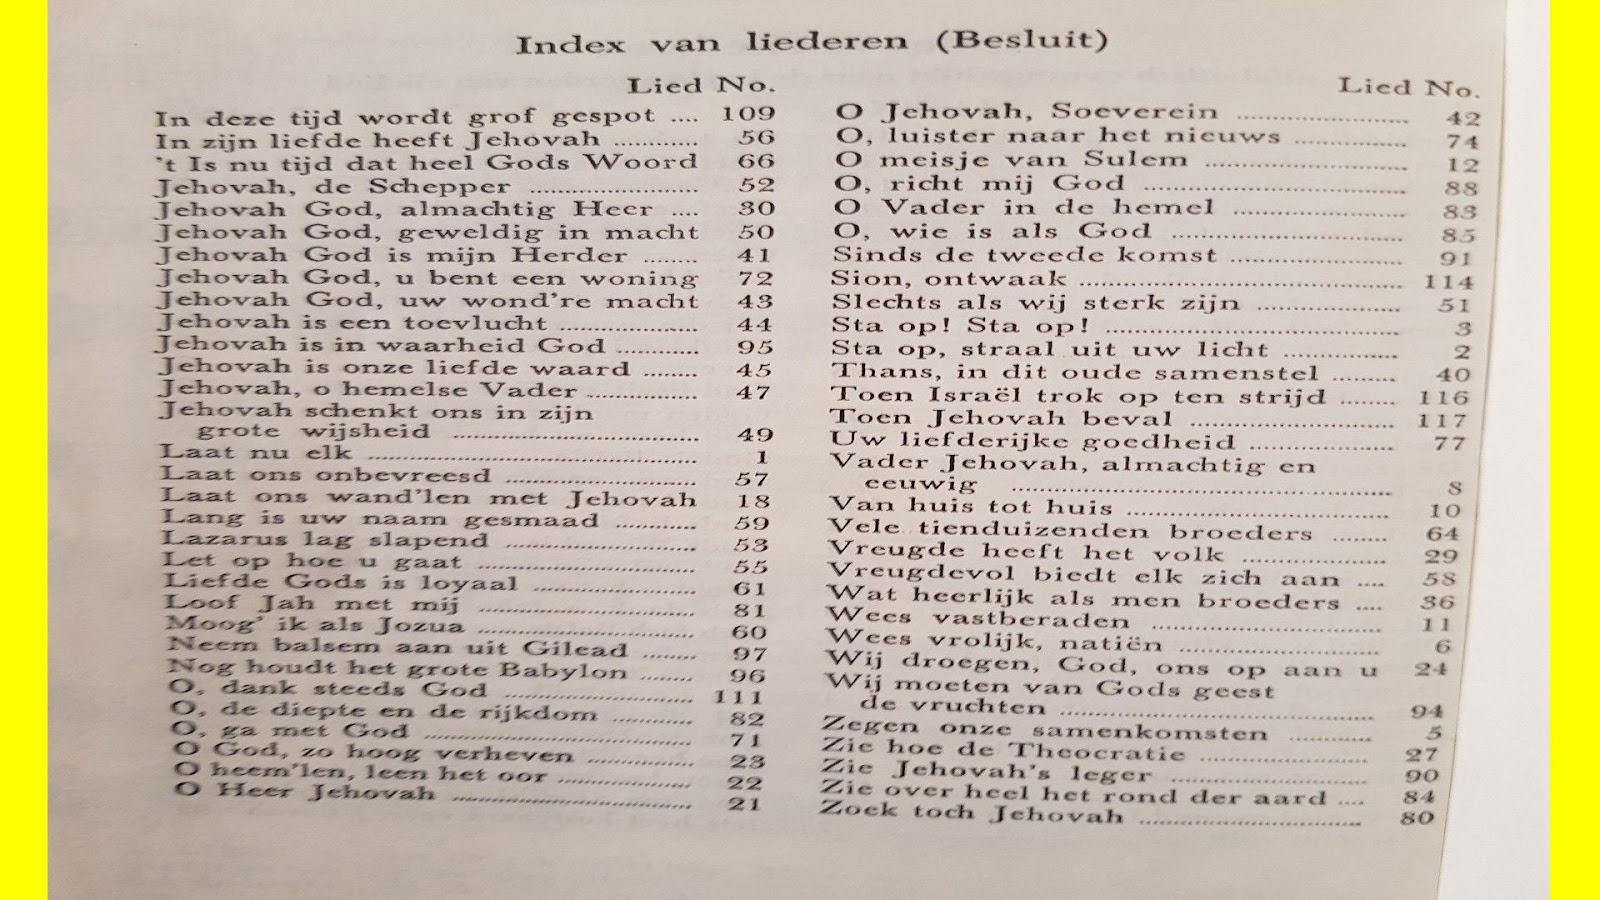 Index van liederen (Besluit)
Lied No.
In deze tijd wordt grof gespot .... 109
In zijn liefde heeft Jehovah ............ 56
't Is nu tijd dat heel Gods Woord 66
Jehovah, de Schepper ........................ 52
Jehovah God, almachtig Heer .... 30
Jehovah God, geweldig in macht 50
Jehovah God is mijn Herder ........ 41
Jehovah God, u bent een woning 72
Jehovah God, uw wond're macht 43
Jehovah is een toevlucht .................... 44
Jehovah is in waarheid God ............ 95
Jehovah is onze liefde waard ........ 45
Jehovah, o hemelse Vader ................ 47
Jehovah schenkt ons in zijn
grote wijsheid .................................... 49
Laat nu elk ................................................ 1
Laat ons onbevreesd ............................ 57
Laat ons wand'len met Jehovah 18
Lang is uw naam gesmaad ............ 59
Lazarus lag slapend ............................ 53
Let op hoe u gaat ................................ 55
Liefde Gods is loyaal ........................ 61
Loof Jah met mij ................................ 81
Moog' ik als Jozua ................................ 60
Neem balsem aan uit Gilead ........ 97
Nog houdt het grote Babylon ........ 96
O, dank steeds God ............................ 111
O, de diepte en de rijkdom ............ 82
O, ga met God ........................................ 71
O God, zo hoog verheven ................ 23
O heem'len, leen het oor .................... 22
O Heer Jehovah .................................... 21
Lied No.
O Jehovah, Soeverein ........................ 42
O, luister naar het nieuws ................ 74
O meisje van Sulem ............................ 12
O, richt mij God .................................... 88
O Vader in de hemel ........................ 83
O, wie is als God ................................ 85
Sinds de tweede komst ........................ 91
Sion, ontwaak ............................................ 114
Slechts als wij sterk zijn .................... 51
Sta op! Sta op! ........................................ 3
Sta op, straal uit uw licht ................ 2
Thans, in dit oude samenstel ........ 40
Toen Israël trok op ten strijd ........ 116
Toen Jehovah beval ............................ 117
Uw liefderijke goedheid .................... 77
Vader Jehovah, almachtig en
eeuwig .................................................... 8
Van huis tot huis .................................... 10
Vele tienduizenden broeders ........ 64
Vreugde heeft het volk .................... 29
Vreugdevol biedt elk zich aan .... 58
Wat heerlijk als men broeders .... 36
Wees vastberaden ................................ 11
Wees vrolijk, natiën ............................ 6
Wij droegen, God, ons op aan u 24
Wij moeten van Gods geest
de vruchten ............................................ 94
Zegen onze samenkomsten ............ 5
Zie hoe de Theocratie ........................ 27
Zie Jehovah's leger ............................ 90
Zie over heel het rond der aard .... 84
Zoek toch Jehovah ................................ 80